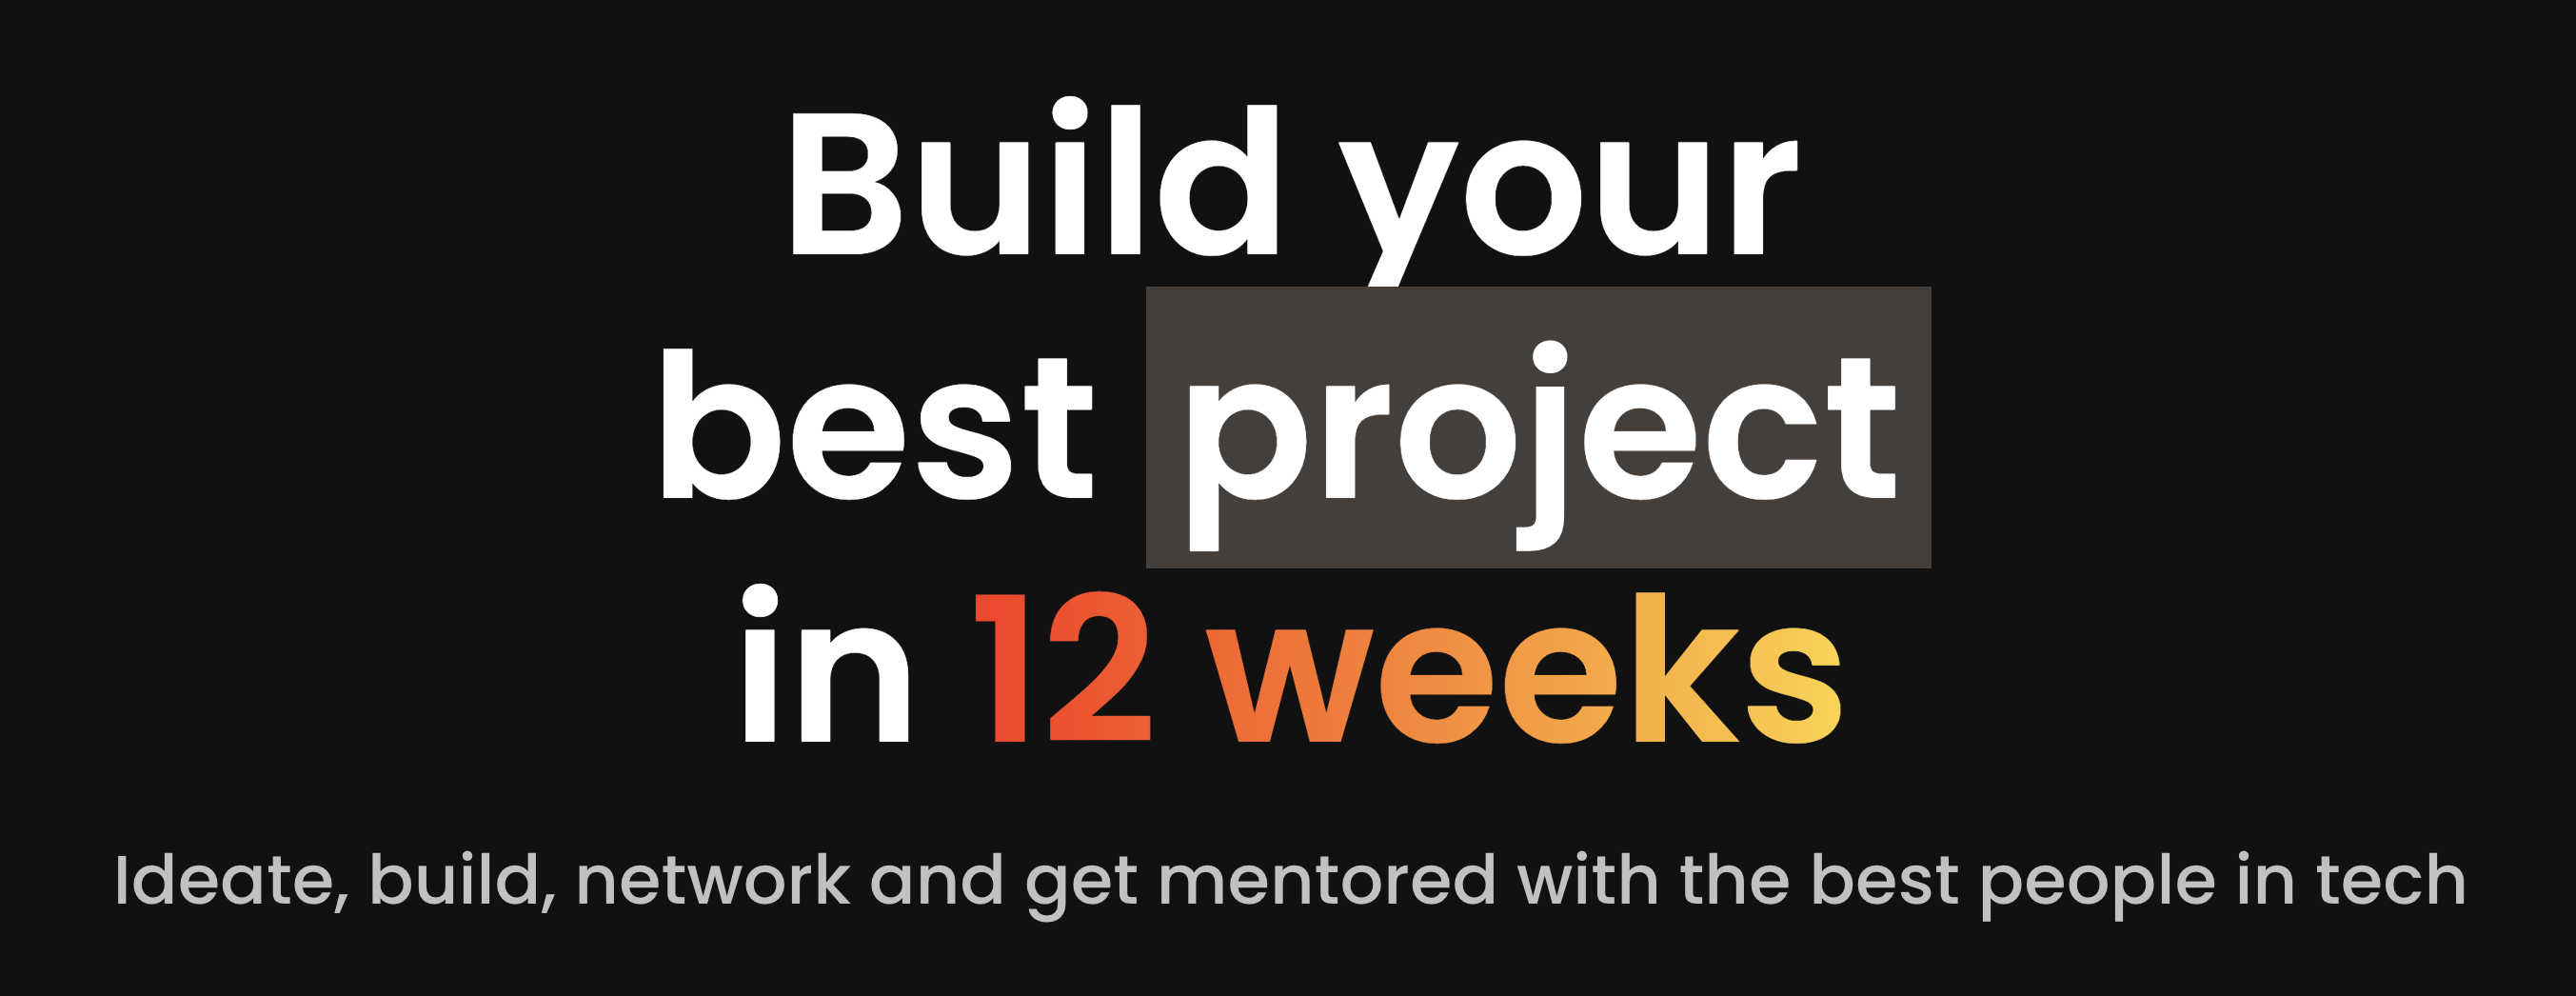 Build your
best project
in 12 weeks
Ideate, build, network and get mentored with the best people in tech